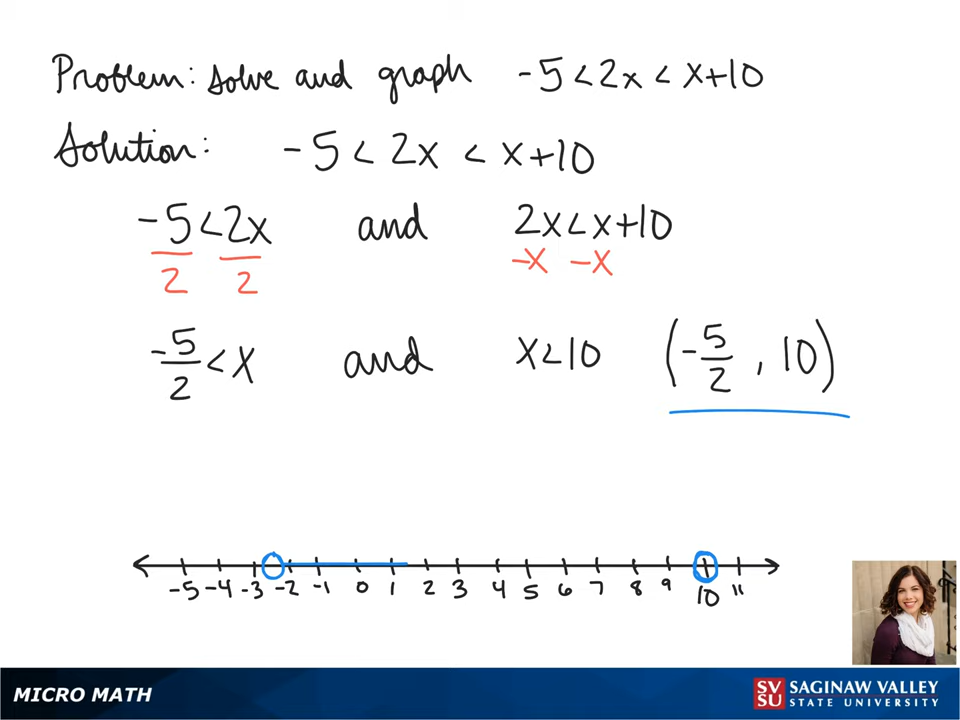 Problem: Solve and graph -5 < 2x < x+10
Solution: -5 < 2x < x+10
-5 < 2x and 2x < x+10
2 2 -x -x
-5/2 < x and x < 10 (-5/2, 10)
-5 -4 -3 -2 -1 0 1 2 3 4 5 6 7 8 9 10 11
MICRO MATH
SV SU SAGINAW VALLEY
STATE UNIVERSITY